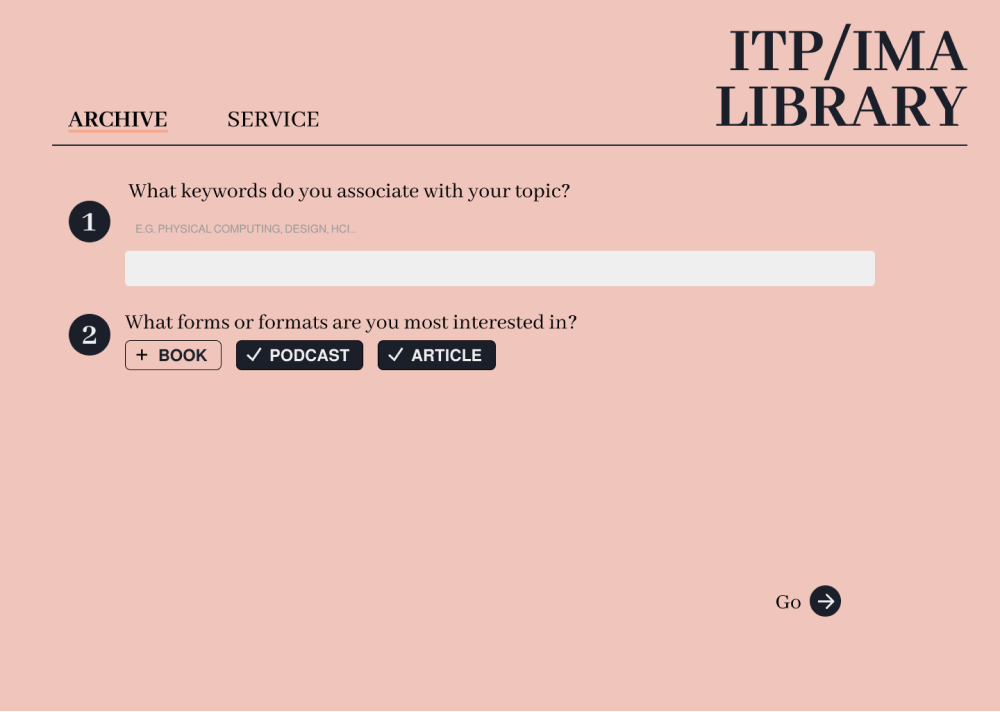 ITP/IMA
LIBRARY
ARCHIVE
SERVICE
1
What keywords do you associate with your topic?
E.G. PHYSICAL COMPUTING, DESIGN, HCI...
2
What forms or formats are you most interested in?
+ BOOK
✓ PODCAST
✓ ARTICLE
Go